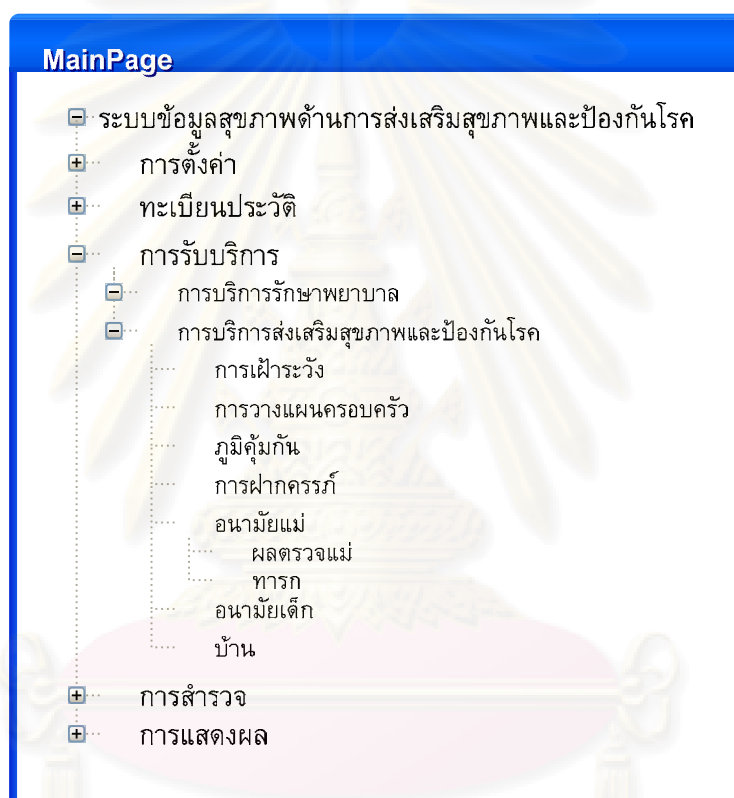 MainPage
ระบบข้อมูลสุขภาพด้านการส่งเสริมสุขภาพและป้องกันโรค
การตั้งค่า
ทะเบียนประวัติ
การรับบริการ
การบริการรักษาพยาบาล
การบริการส่งเสริมสุขภาพและป้องกันโรค
การเฝ้าระวัง
การวางแผนครอบครัว
ภูมิคุ้มกัน
การฝากครรภ์
อนามัยแม่
ผลตรวจแม่
ทารก
อนามัยเด็ก
บ้าน
การสำรวจ
การแสดงผล